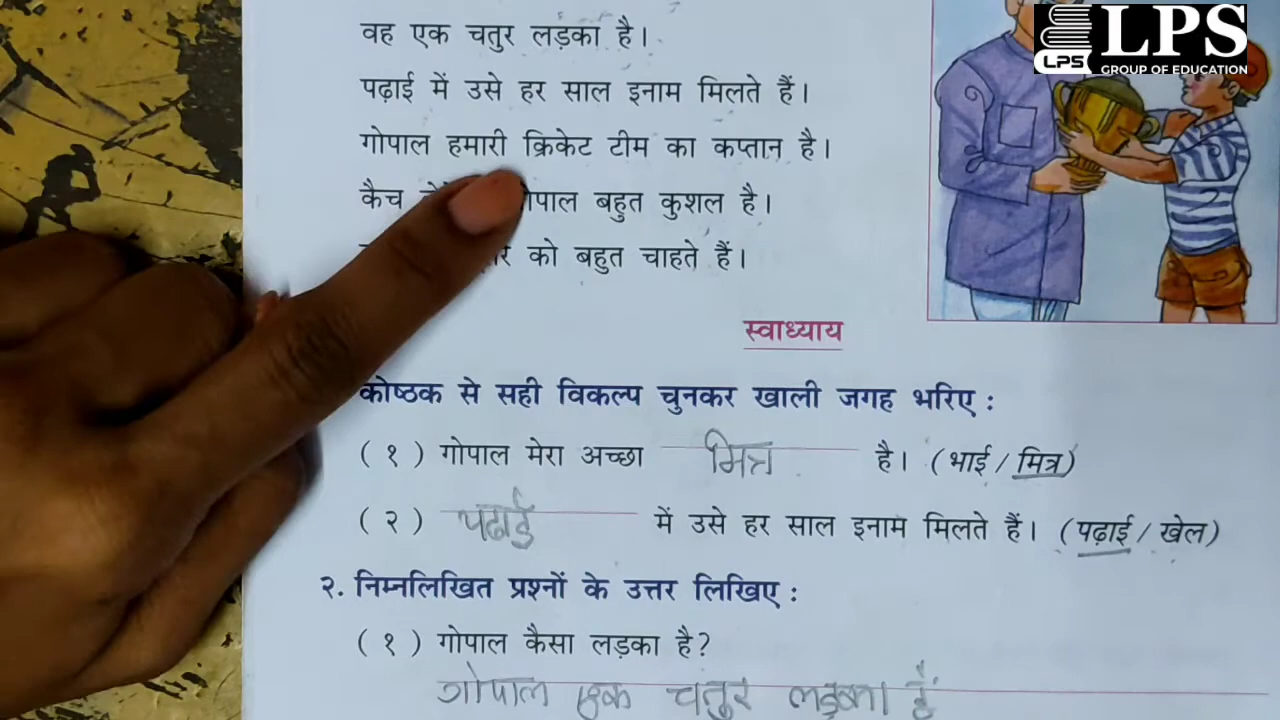 वह एक चतुर लड़का है।
पढ़ाई में उसे हर साल इनाम मिलते हैं।
गोपाल हमारी क्रिकेट टीम का कप्तान है।
कैच गोपाल बहुत कुशल है।
को बहुत चाहते हैं।
LPS
LPS
GROUP OF EDUCATION
स्वाध्याय
कोष्ठक से सही विकल्प चुनकर खाली जगह भरिए :
( १ ) गोपाल मेरा अच्छा मित्र है। (भाई / मित्र)
( २ ) पढाई में उसे हर साल इनाम मिलते हैं। (पढ़ाई / खेल)
२. निम्नलिखित प्रश्नों के उत्तर लिखिए :
( १ ) गोपाल कैसा लड़का है?
गोपाल एक चतुर लड़का है